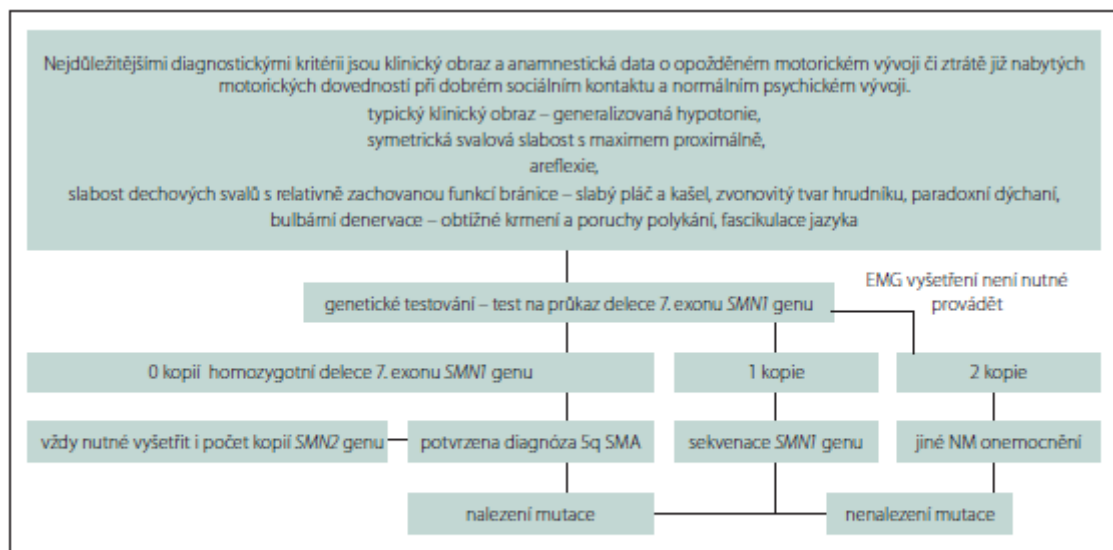 Nejdůležitějšími diagnostickými kritérii jsou klinický obraz a anamnestická data o opožděném motorickém vývoji či ztrátě již nabytých
motorických dovedností při dobrém sociálním kontaktu a normálním psychickém vývoji.
typický klinický obraz – generalizovaná hypotonie,
symetrická svalová slabost s maximem proximálně,
areflexie,
slabost dechových svalů s relativně zachovanou funkcí bránice – slabý pláč a kašel, zvonovitý tvar hrudníku, paradoxní dýchaní,
bulbární denervace – obtížné krmení a poruchy polykání, fascikulace jazyka
EMG vyšetření není nutné
provádět
genetické testování – test na průkaz delece 7. exonu SMN1 genu
0 kopií homozygotní delece 7. exonu SMN1 genu
1 kopie
2 kopie
vždy nutné vyšetřit i počet kopií SMN2 genu
potvrzena diagnóza 5q SMA
sekvenace SMN1 genu
jiné NM onemocnění
nalezení mutace
nenalezení mutace